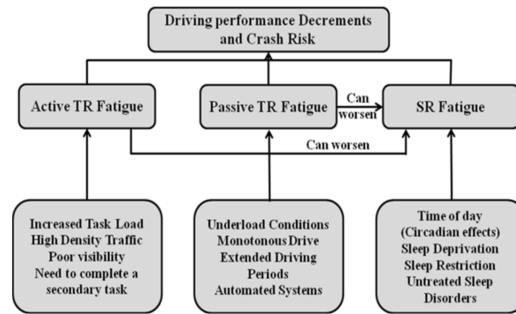 Driving performance Decrements
and Crash Risk
Active TR Fatigue
Passive TR Fatigue
Can
worsen
SR Fatigue
Can worsen
Increased Task Load
High Density Traffic
Poor visibility
Need to complete a
secondary task
Underload Conditions
Monotonous Drive
Extended Driving
Periods
Automated Systems
Time of day
(Circadian effects)
Sleep Deprivation
Sleep Restriction
Untreated Sleep
Disorders